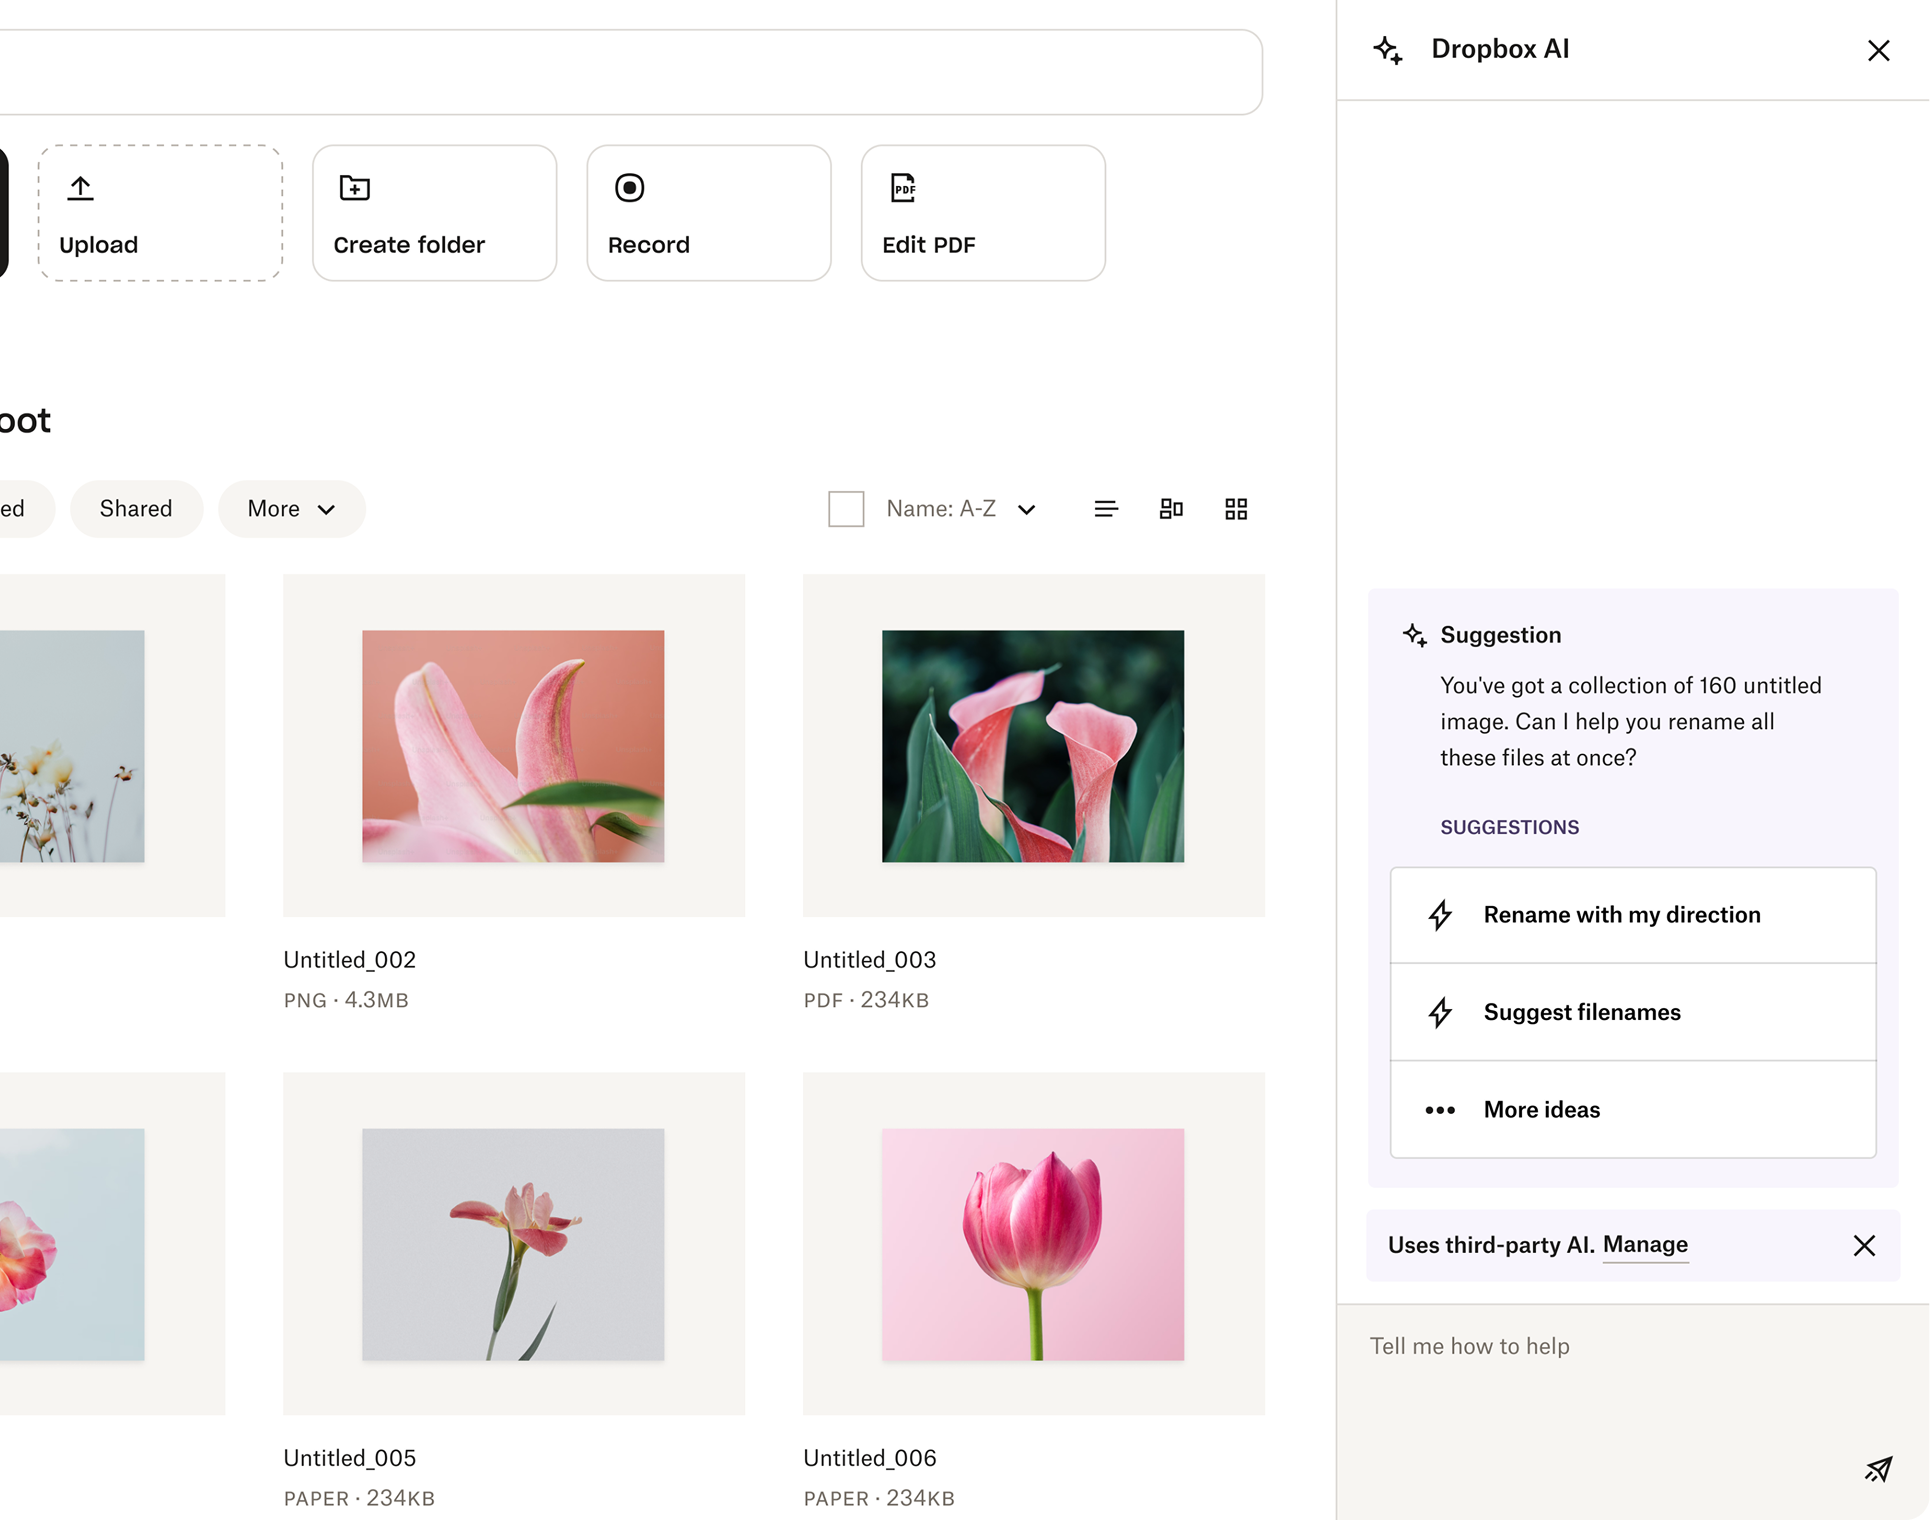 Dropbox AI
Upload
Create folder
Record
PDF
Edit PDF
oot
ed
Shared
More
Name: A-Z
Untitled_002
PNG · 4.3MB
Untitled_003
PDF · 234KB
Untitled_005
PAPER · 234KB
Untitled_006
PAPER · 234KB
Suggestion
You've got a collection of 160 untitled
image. Can I help you rename all
these files at once?
SUGGESTIONS
Rename with my direction
Suggest filenames
More ideas
Uses third-party AI. Manage
Tell me how to help